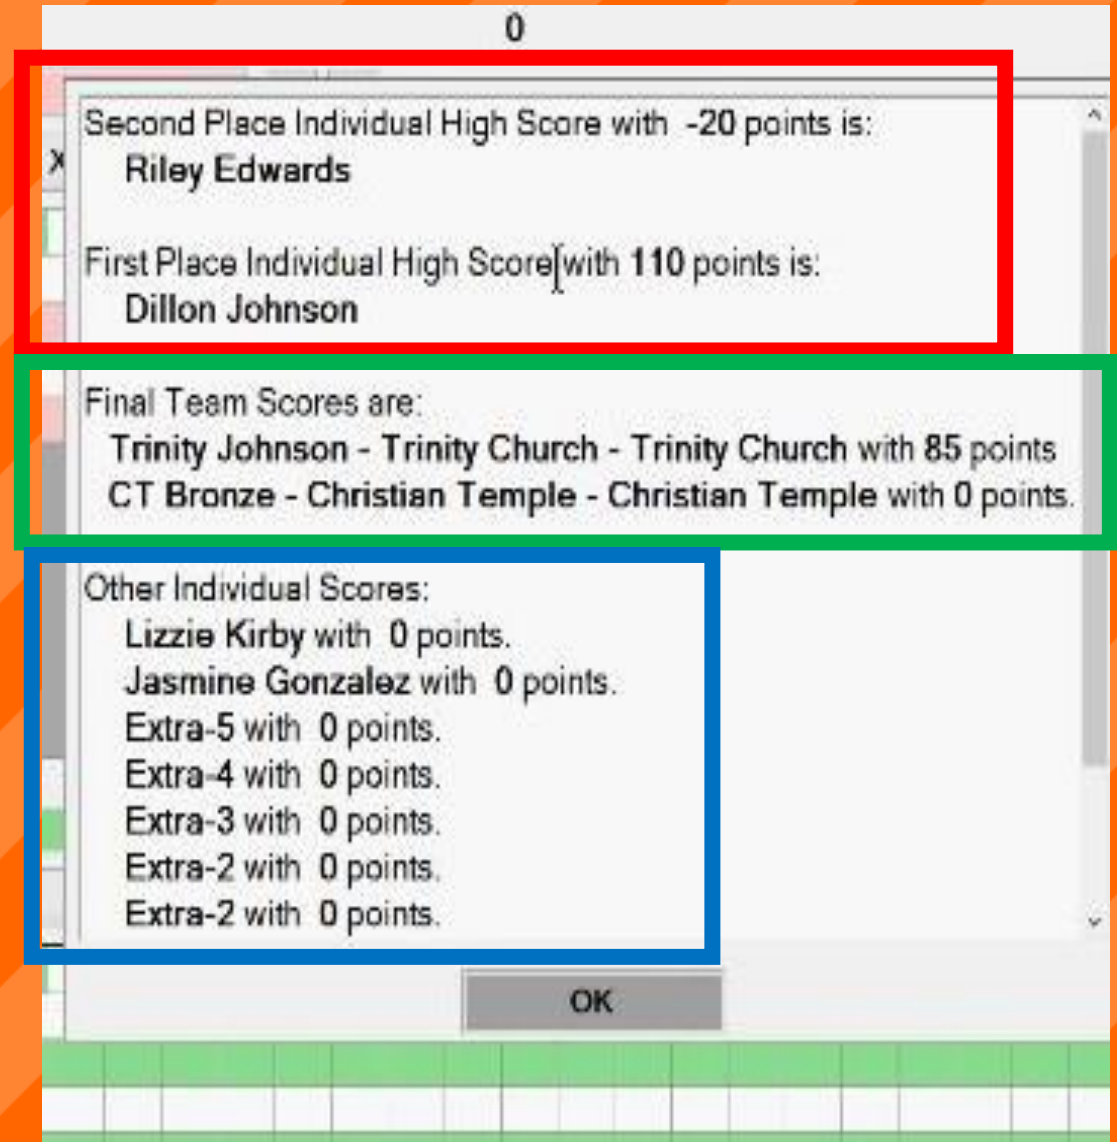 0
X
Second Place Individual High Score with -20 points is:
Riley Edwards
First Place Individual High Score with 110 points is:
Dillon Johnson
Final Team Scores are:
Trinity Johnson - Trinity Church - Trinity Church with 85 points
CT Bronze - Christian Temple - Christian Temple with 0 points.
Other Individual Scores:
Lizzie Kirby with 0 points.
Jasmine Gonzalez with 0 points.
Extra-5 with 0 points.
Extra-4 with 0 points.
Extra-3 with 0 points.
Extra-2 with 0 points.
Extra-2 with 0 points.
OK